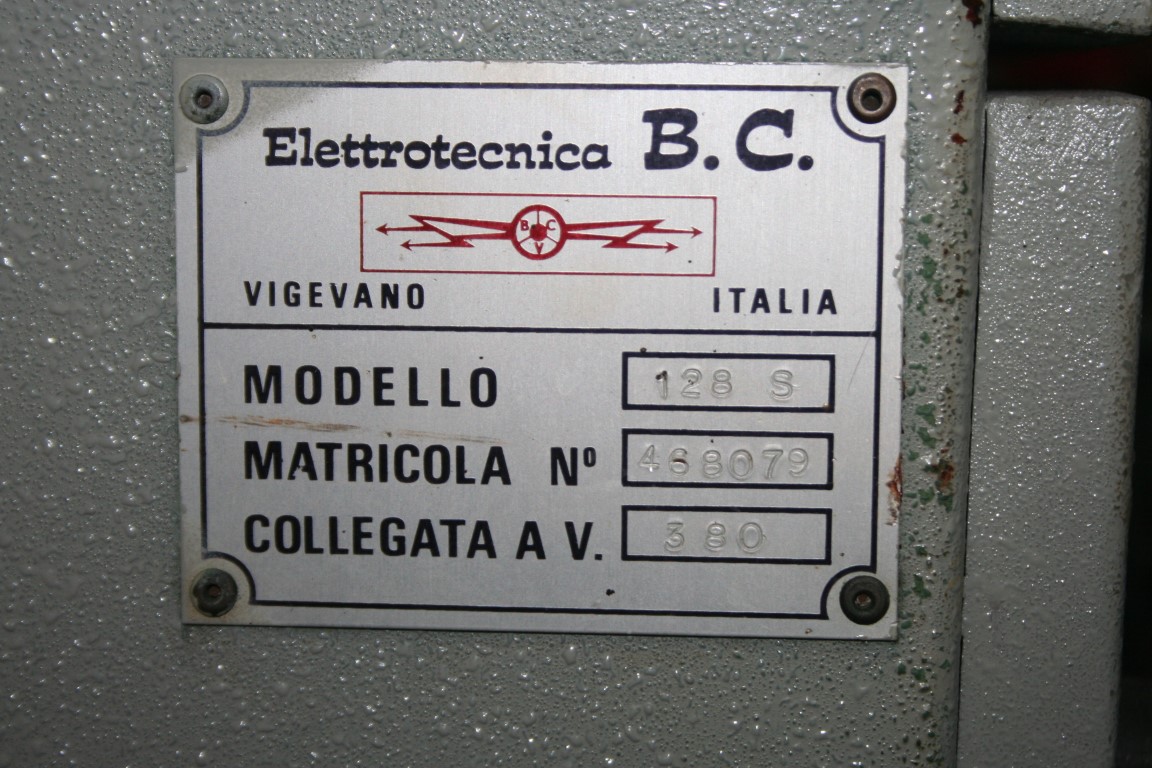 Elettrotecnica B.C.
B C
V
VIGEVANO ITALIA
MODELLO 128 S
MATRICOLA Nº 468079
COLLEGATA A V. 380